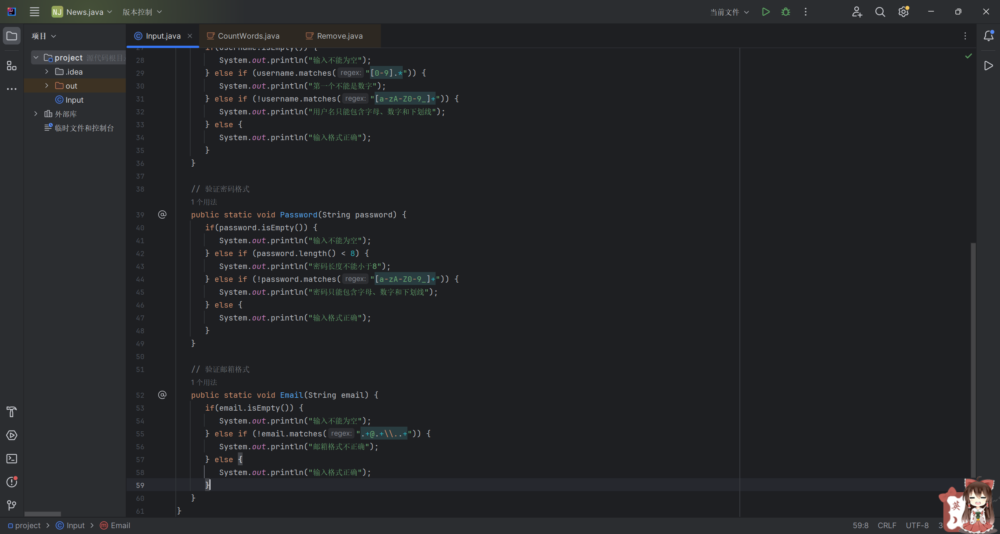 NJ News.java 版本控制 当前文件
项目
Input.java CountWords.java Remove.java
project 源代码根目录
.idea
out
Input
外部库
临时文件和控制台
27 if(username.isEmpty()) {
28 System.out.println("输入不能为空");
29 } else if (username.matches( regex: "[0-9].*")) {
30 System.out.println("第一个不能是数字");
31 } else if (!username.matches( regex: "[a-zA-Z0-9_]+")) {
32 System.out.println("用户名只能包含字母、数字和下划线");
33 } else {
34 System.out.println("输入格式正确");
35 }
36 }
37
38 // 验证密码格式
1个用法
39 @ public static void Password(String password) {
40 if(password.isEmpty()) {
41 System.out.println("输入不能为空");
42 } else if (password.length() < 8) {
43 System.out.println("密码长度不能小于8");
44 } else if (!password.matches( regex: "[a-zA-Z0-9_]+")) {
45 System.out.println("密码只能包含字母、数字和下划线");
46 } else {
47 System.out.println("输入格式正确");
48 }
49 }
50
51 // 验证邮箱格式
1个用法
52 @ public static void Email(String email) {
53 if(email.isEmpty()) {
54 System.out.println("输入不能为空");
55 } else if (!email.matches( regex: ".+@.+\\..+")) {
56 System.out.println("邮箱格式不正确");
57 } else {
58 System.out.println("输入格式正确");
59 }
60 }
61 }
英
project Input Email 59:8 CRLF UTF-8 3